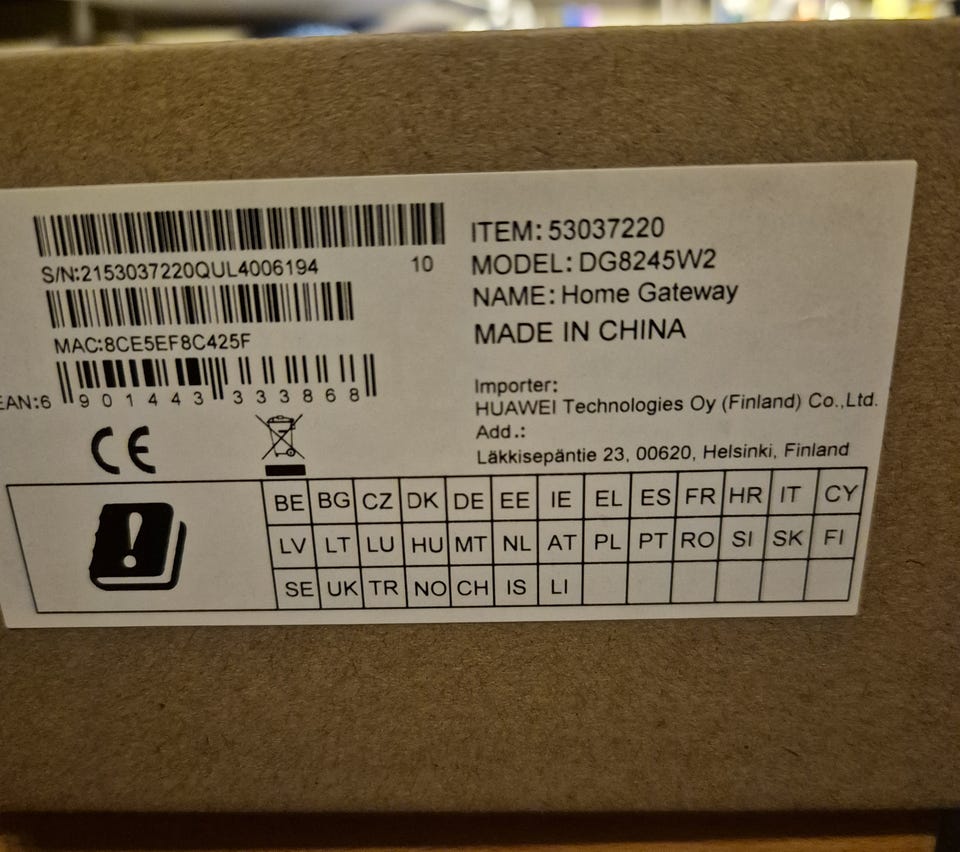 S/N:2153037220QUL4006194 10
MAC:8CE5EF8C425F
EAN:6 901443 333868
CE
ITEM: 53037220
MODEL: DG8245W2
NAME: Home Gateway
MADE IN CHINA
Importer:
HUAWEI Technologies Oy (Finland) Co.,Ltd.
Add.:
Läkkisepäntie 23, 00620, Helsinki, Finland
!
BE BG CZ DK DE EE IE EL ES FR HR IT CY
LV LT LU HU MT NL AT PL PT RO SI SK FI
SE UK TR NO CH IS LI